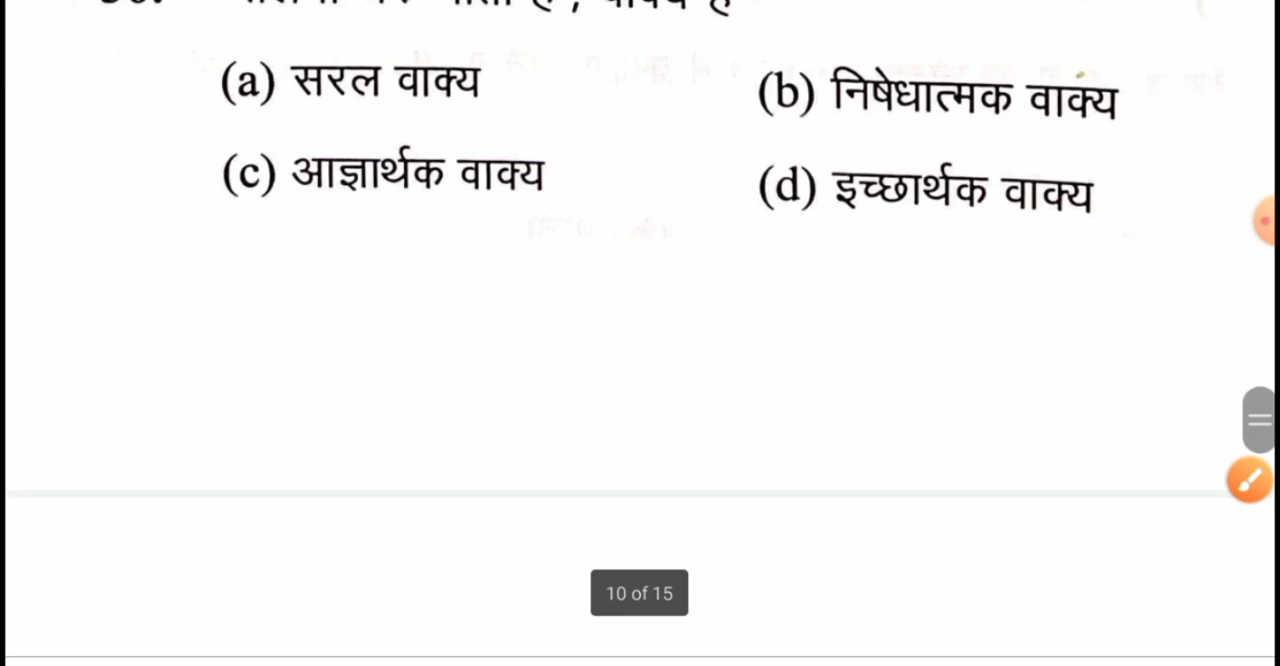 (a) सरल वाक्य
(b) निषेधात्मक वाक्य
(c) आज्ञार्थक वाक्य
(d) इच्छार्थक वाक्य
10 of 15